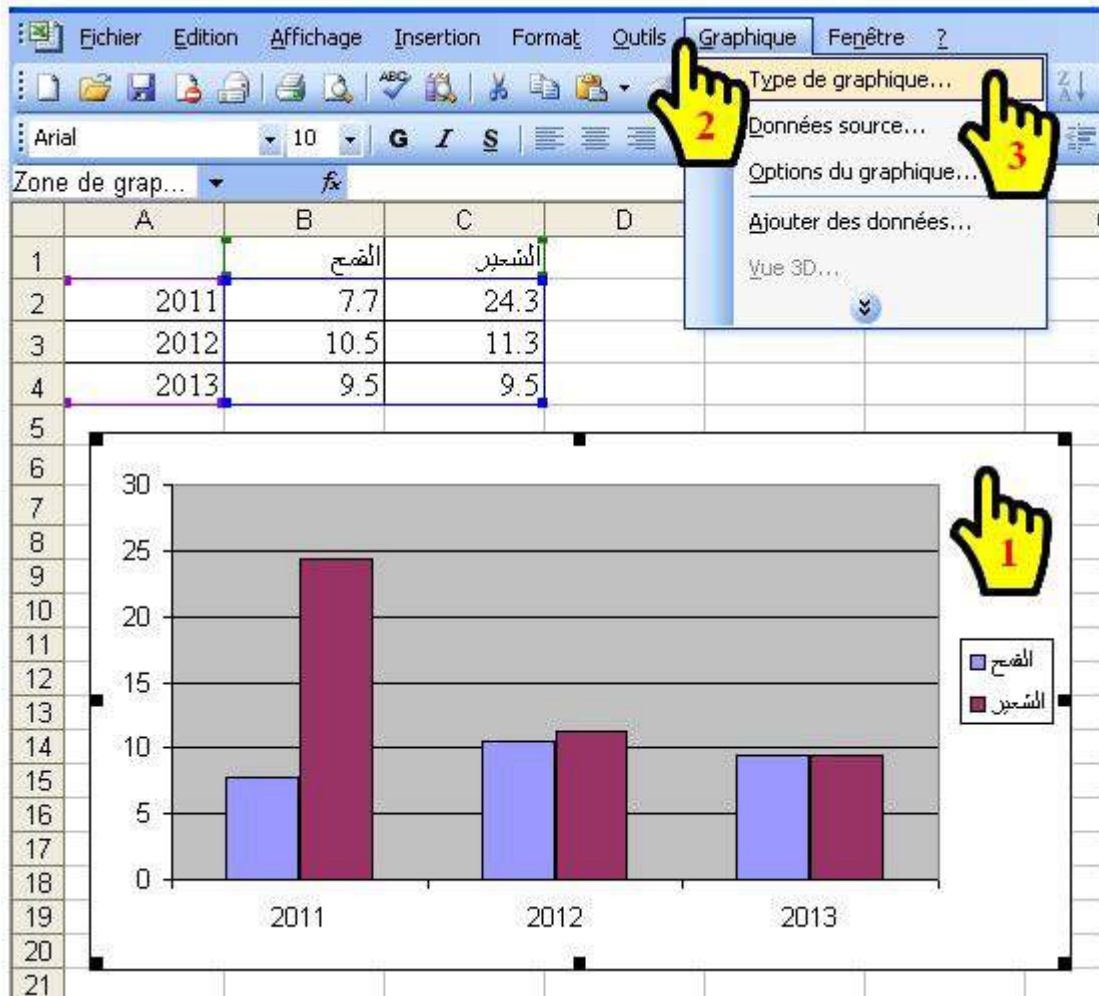 Fichier Edition Affichage Insertion Format Outils Graphique Fenêtre ?
Type de graphique...
Données source...
Options du graphique...
Ajouter des données...
Vue 3D...
2
3
Arial 10 G I S
Zone de grap... fx
A B C D
1 القمح الشعير
2 2011 7.7 24.3
3 2012 10.5 11.3
4 2013 9.5 9.5
5
6
7
8
9
10
11
12
13
14
15
16
17
18
19
20
21
30
25
20
15
10
5
0
2011 2012 2013
1
القمح
الشعير